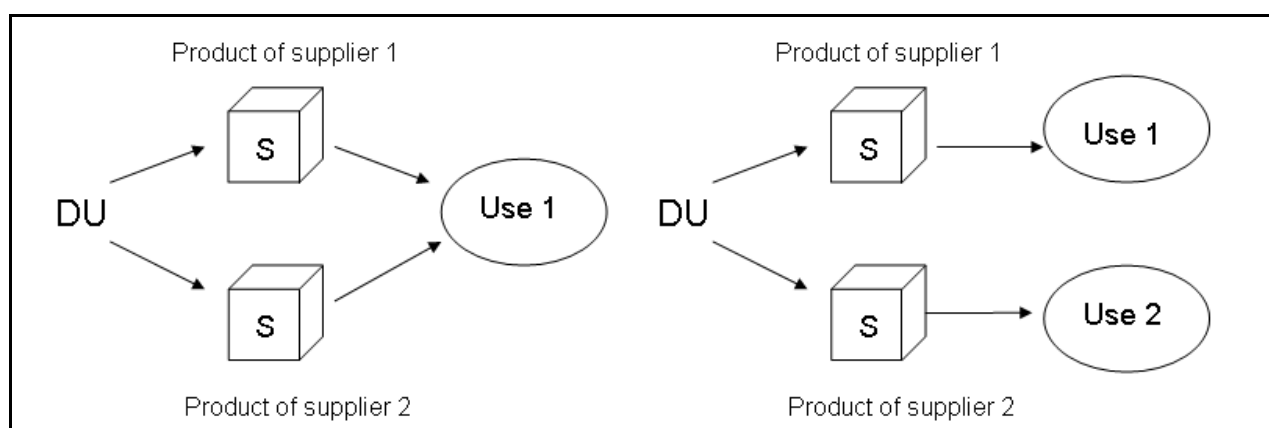 Product of supplier 1
S
DU
Use 1
S
Product of supplier 2
Product of supplier 1
S
Use 1
DU
S
Use 2
Product of supplier 2